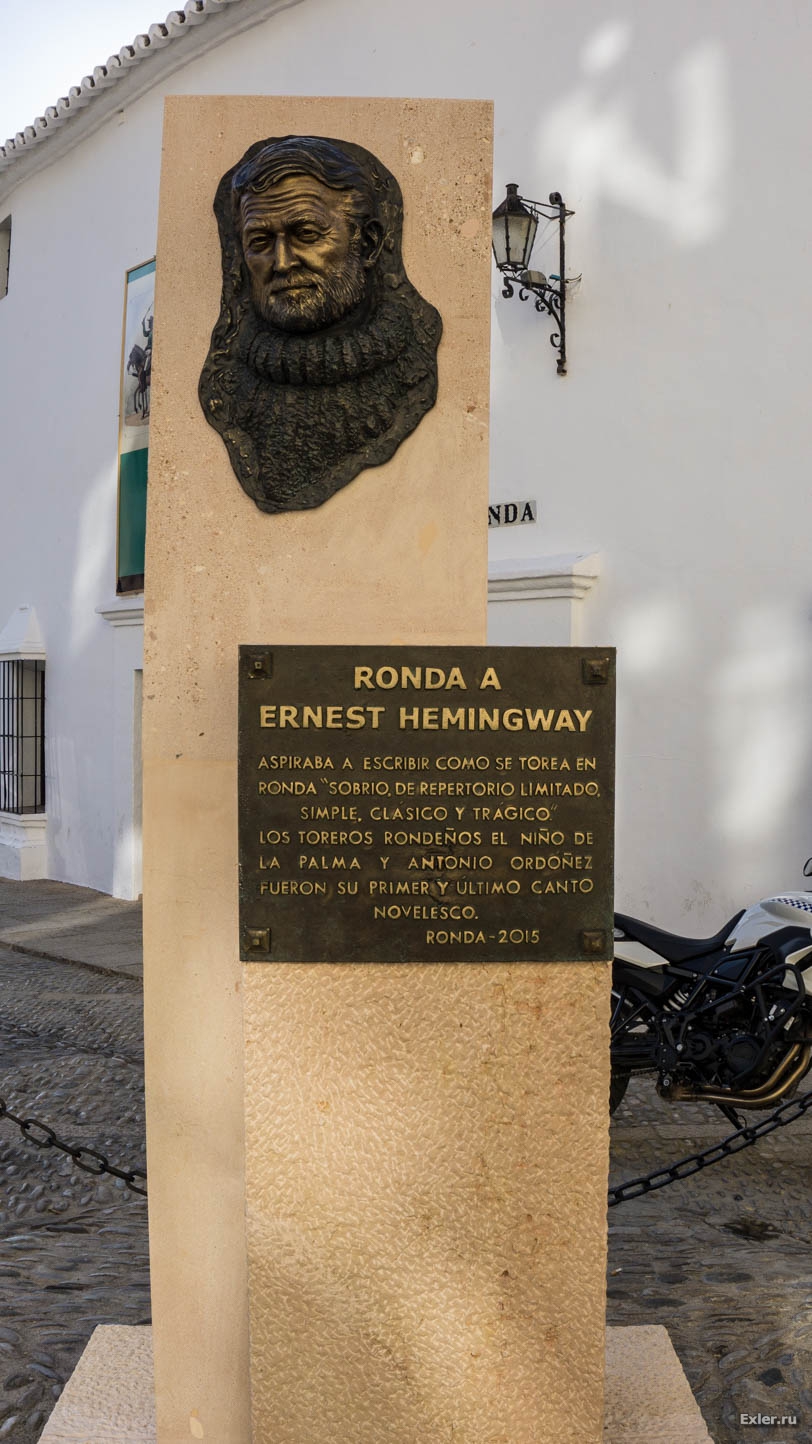 NDA
RONDA A
ERNEST HEMINGWAY
ASPIRABA A ESCRIBIR COMO SE TOREA EN
RONDA "SOBRIO, DE REPERTORIO LIMITADO,
SIMPLE, CLÁSICO Y TRÁGICO."
LOS TOREROS RONDEÑOS EL NIÑO DE
LA PALMA Y ANTONIO ORDÓÑEZ
FUERON SU PRIMER Y ÚLTIMO CANTO
NOVELESCO.
RONDA-2015
Exler.ru